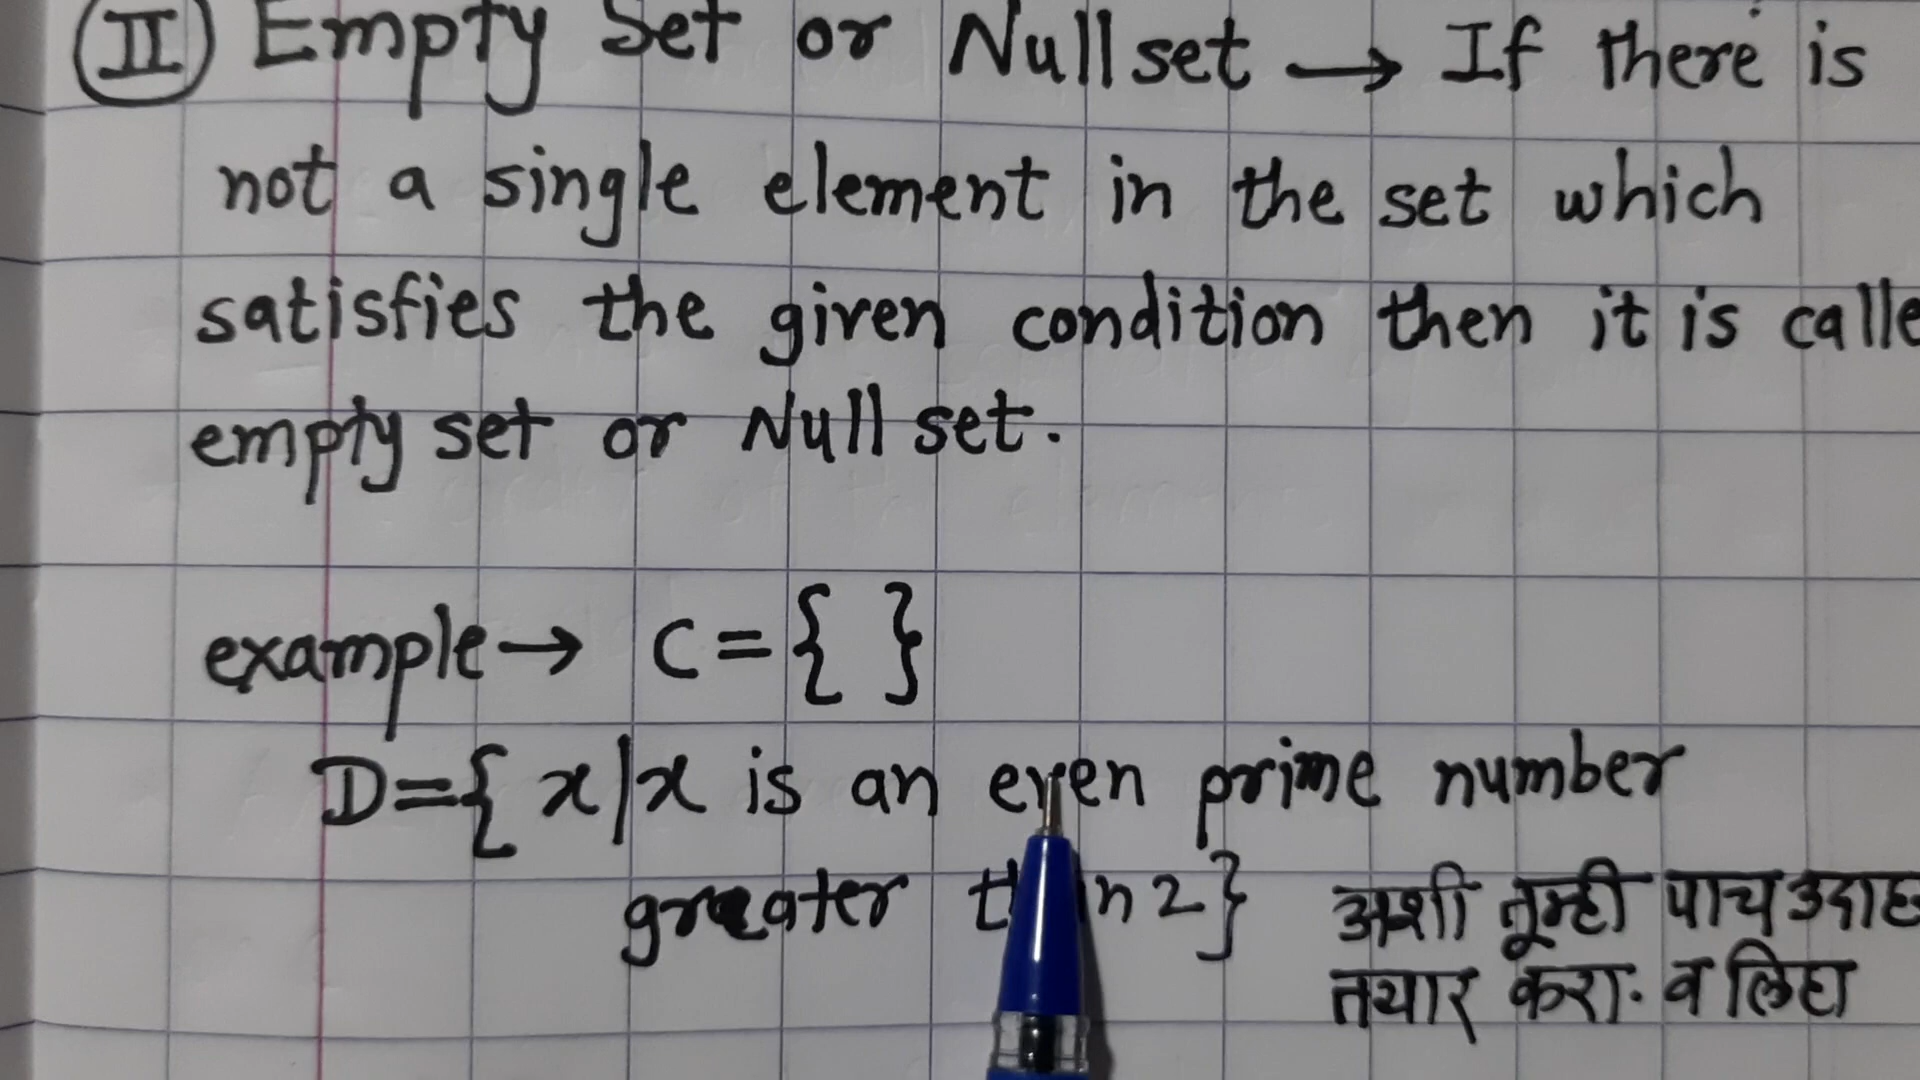 II Empty Set or Null set → If there is
not a single element in the set which
satisfies the given condition then it is calle
empty set or Null set.
example → C = { }
D = { x / x is an even prime number
greater than 2 }
अशी तूम्ही पाच उदाह
तयार करा. व लिहा